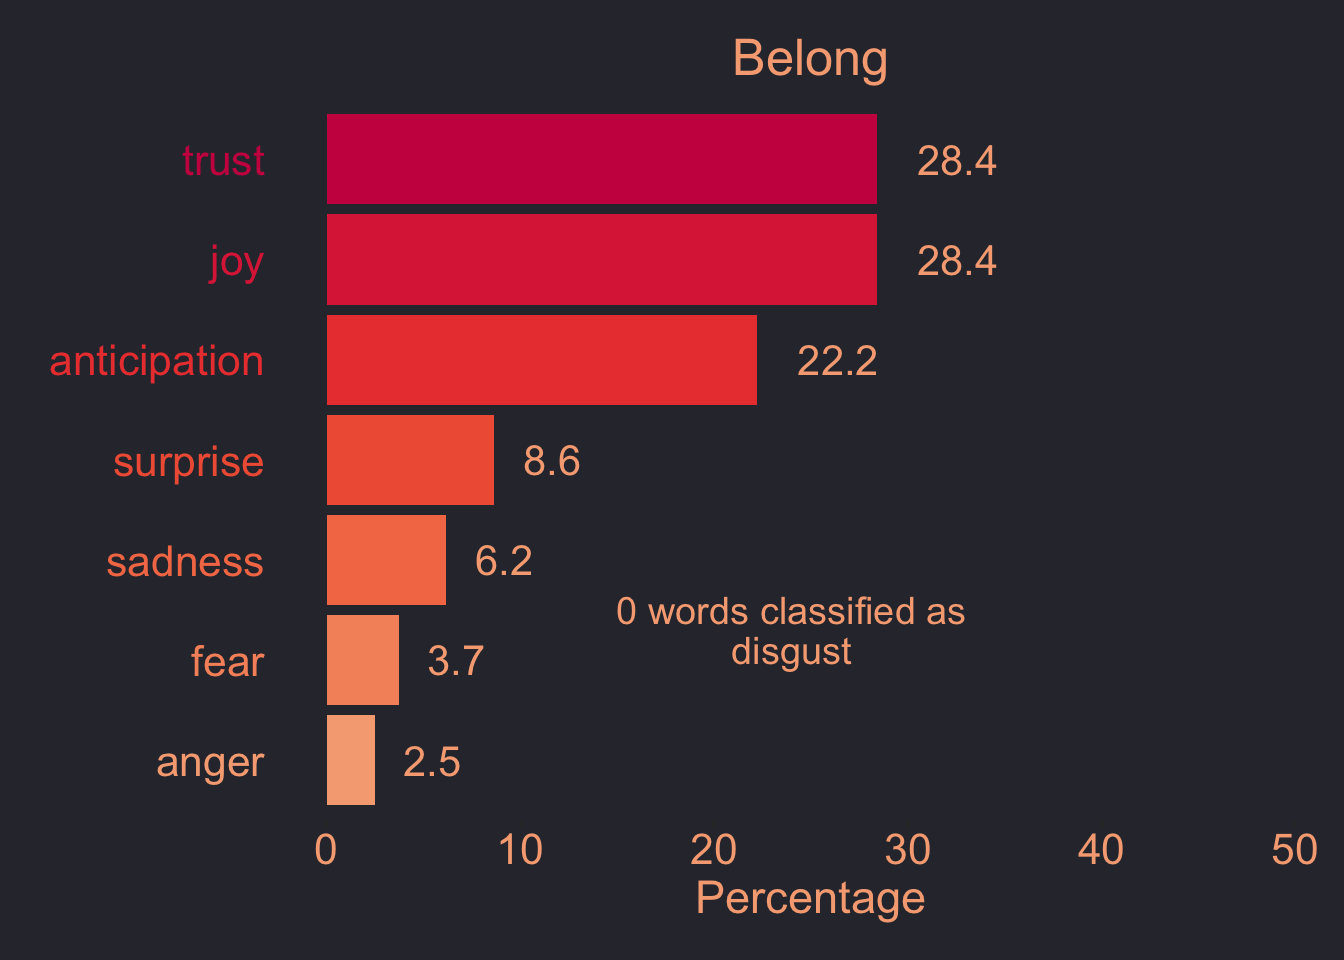 Belong
trust 28.4
joy 28.4
anticipation 22.2
surprise 8.6
sadness 6.2
0 words classified as
disgust
fear 3.7
anger 2.5
0 10 20 30 40 50
Percentage